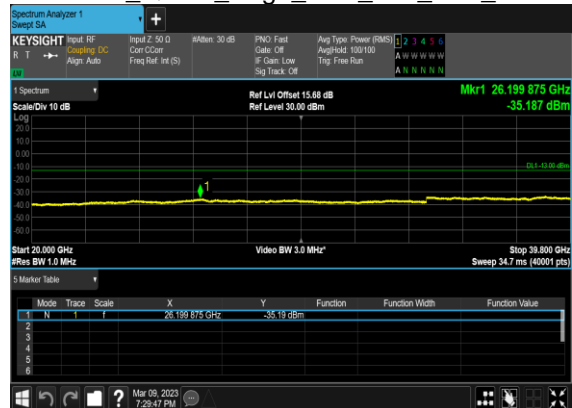 Spectrum Analyzer 1
Swept SA
KEYSIGHT
R T
Input: RF
Coupling: DC
Align: Auto
Input Z: 50 Ω
Corr CCorr
Freq Ref: Int (S)
#Atten: 30 dB
PNO: Fast
Gate: Off
IF Gain: Low
Sig Track: Off
Avg Type: Power (RMS)
Avg|Hold: 100/100
Trig: Free Run
1 2 3 4 5 6
A W W W W W
A N N N N N
1 Spectrum
Scale/Div 10 dB
Log
Ref Lvl Offset 15.68 dB
Ref Level 30.00 dBm
Mkr1 26.199 875 GHz
-35.187 dBm
20.0
10.0
0.00
-10.0
DL1 -13.00 dBm
-20.0
-30.0
1
-40.0
-50.0
-60.0
Start 20.000 GHz
#Res BW 1.0 MHz
Video BW 3.0 MHz*
Stop 39.800 GHz
Sweep 34.7 ms (40001 pts)
5 Marker Table
Mode Trace Scale X Y Function Function Width Function Value
1 N 1 f 26.199 875 GHz -35.19 dBm
2
3
4
5
6
?
Mar 09, 2023
7:29:47 PM